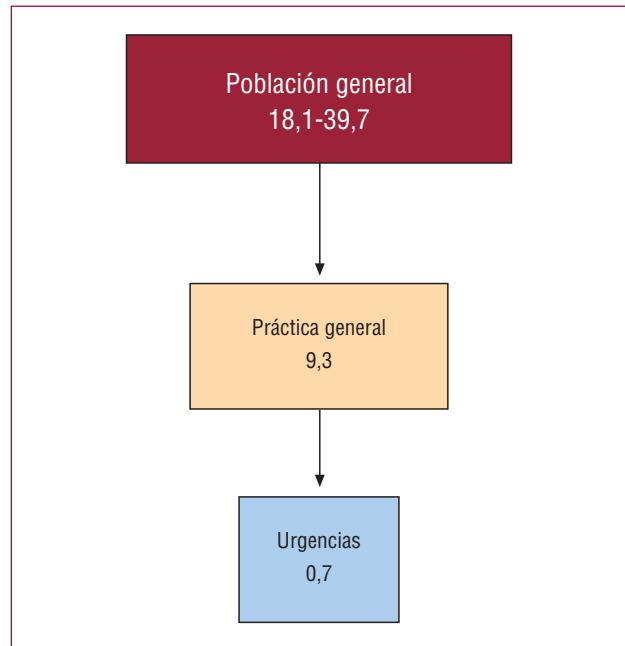 Población general
18,1-39,7
Práctica general
9,3
Urgencias
0,7